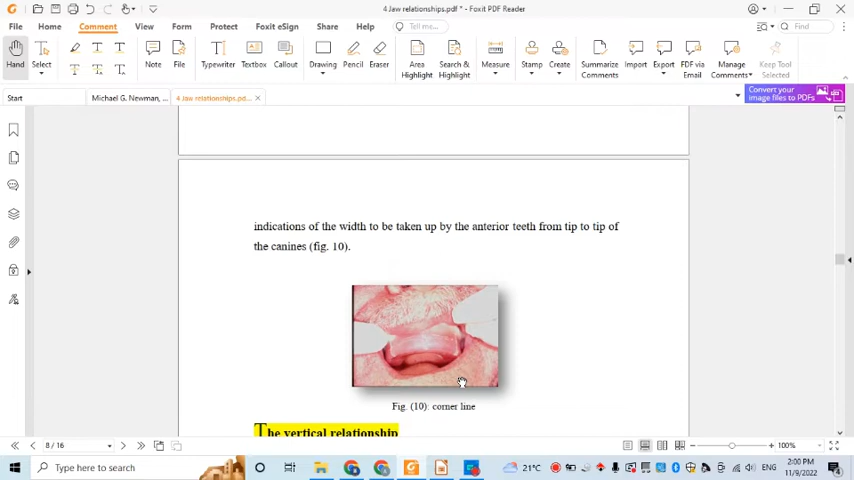 4 Jaw relationships.pdf * - Foxit PDF Reader
File Home Comment View Form Protect Foxit eSign Share Help Tell me... Find
Hand Select Note File Typewriter Textbox Callout Drawing Pencil Eraser Area Highlight Search & Highlight Measure Stamp Create Summarize Comments Import Export FDF via Email Manage Comments Keep Tool Selected
Start Michael G. Newman, ... 4 Jaw relationships.pd... Convert your image files to PDFs
indications of the width to be taken up by the anterior teeth from tip to tip of
the canines (fig. 10).
Fig. (10): corner line
The vertical relationship
8 / 16 100%
Type here to search 21°C ENG 2:00 PM
11/9/2022 4